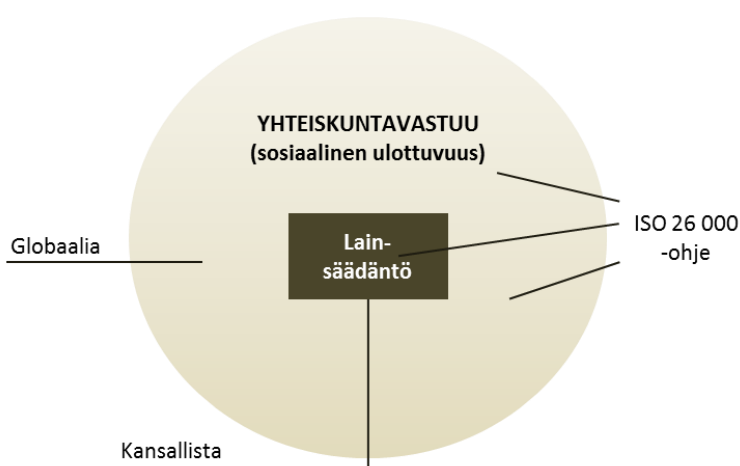 YHTEISKUNTAVASTUU
(sosiaalinen ulottuvuus)
ISO 26 000
-ohje
Globaalia
Lain-
säädäntö
Kansallista